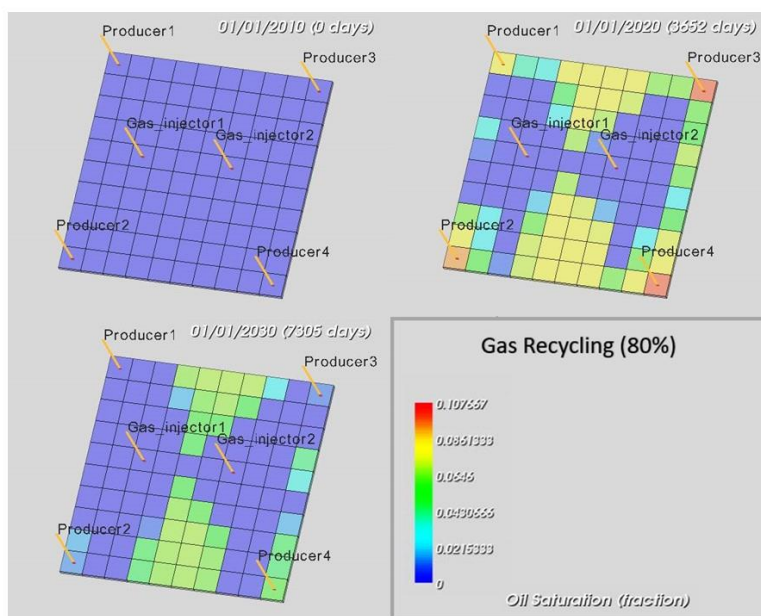 Producer1
01/01/2010 (0 days)
Producer3
Gas_injector1
Gas_injector2
Producer2
Producer4
Producer1
01/01/2020 (3652 days)
Producer3
Gas_injector1
Gas_injector2
Producer2
Producer4
Producer1
01/01/2030 (7305 days)
Producer3
Gas_injector1
Gas_injector2
Producer2
Producer4
Gas Recycling (80%)
0.107667
0.0861333
0.0646
0.0430666
0.0215333
0
Oil Saturation (fraction)